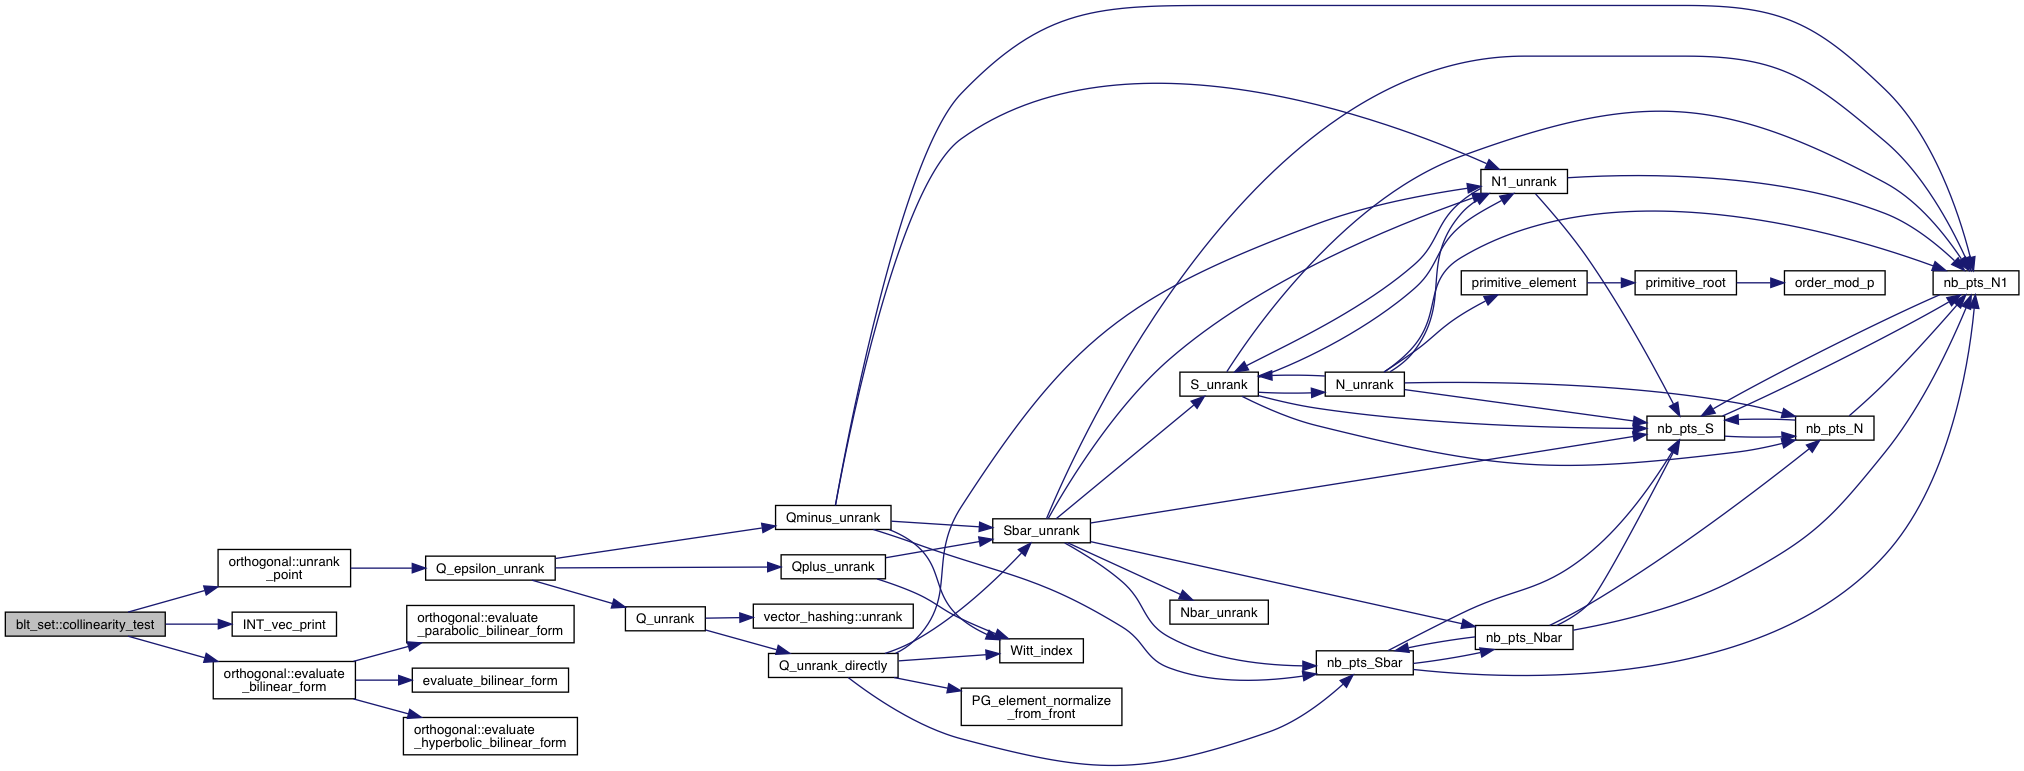 blt_set::collinearity_test
orthogonal::unrank
_point
INT_vec_print
orthogonal::evaluate
_bilinear_form
Q_epsilon_unrank
orthogonal::evaluate
_parabolic_bilinear_form
evaluate_bilinear_form
orthogonal::evaluate
_hyperbolic_bilinear_form
Qminus_unrank
Qplus_unrank
Q_unrank
vector_hashing::unrank
Q_unrank_directly
Sbar_unrank
Witt_index
PG_element_normalize
_from_front
S_unrank
Nbar_unrank
N_unrank
nb_pts_Sbar
N1_unrank
primitive_element
nb_pts_Nbar
primitive_root
nb_pts_S
order_mod_p
nb_pts_N
nb_pts_N1